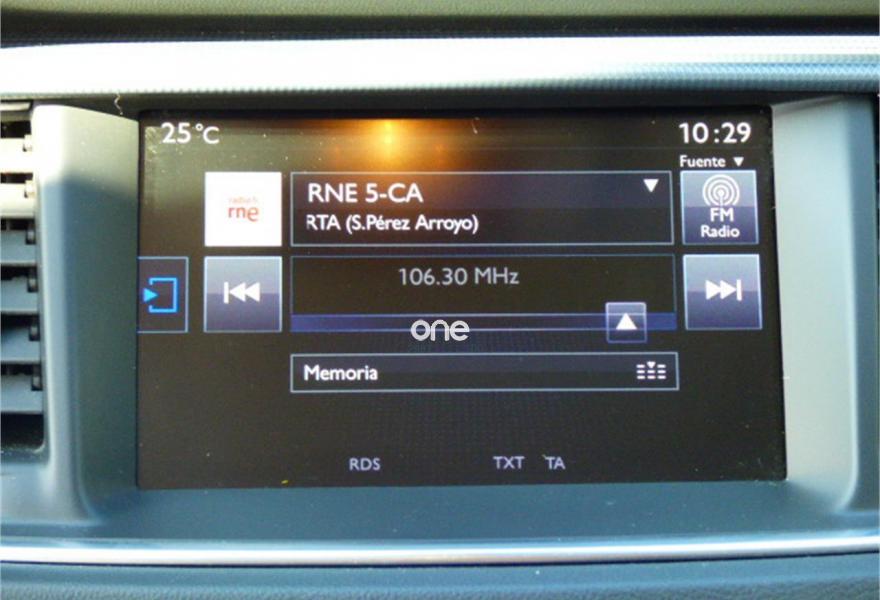 25 °C
10:29
Fuente
radio 5
rne
RNE 5-CA
RTA (S.Pérez Arroyo)
FM
Radio
106.30 MHz
one
Memoria
RDS
TXT
TA